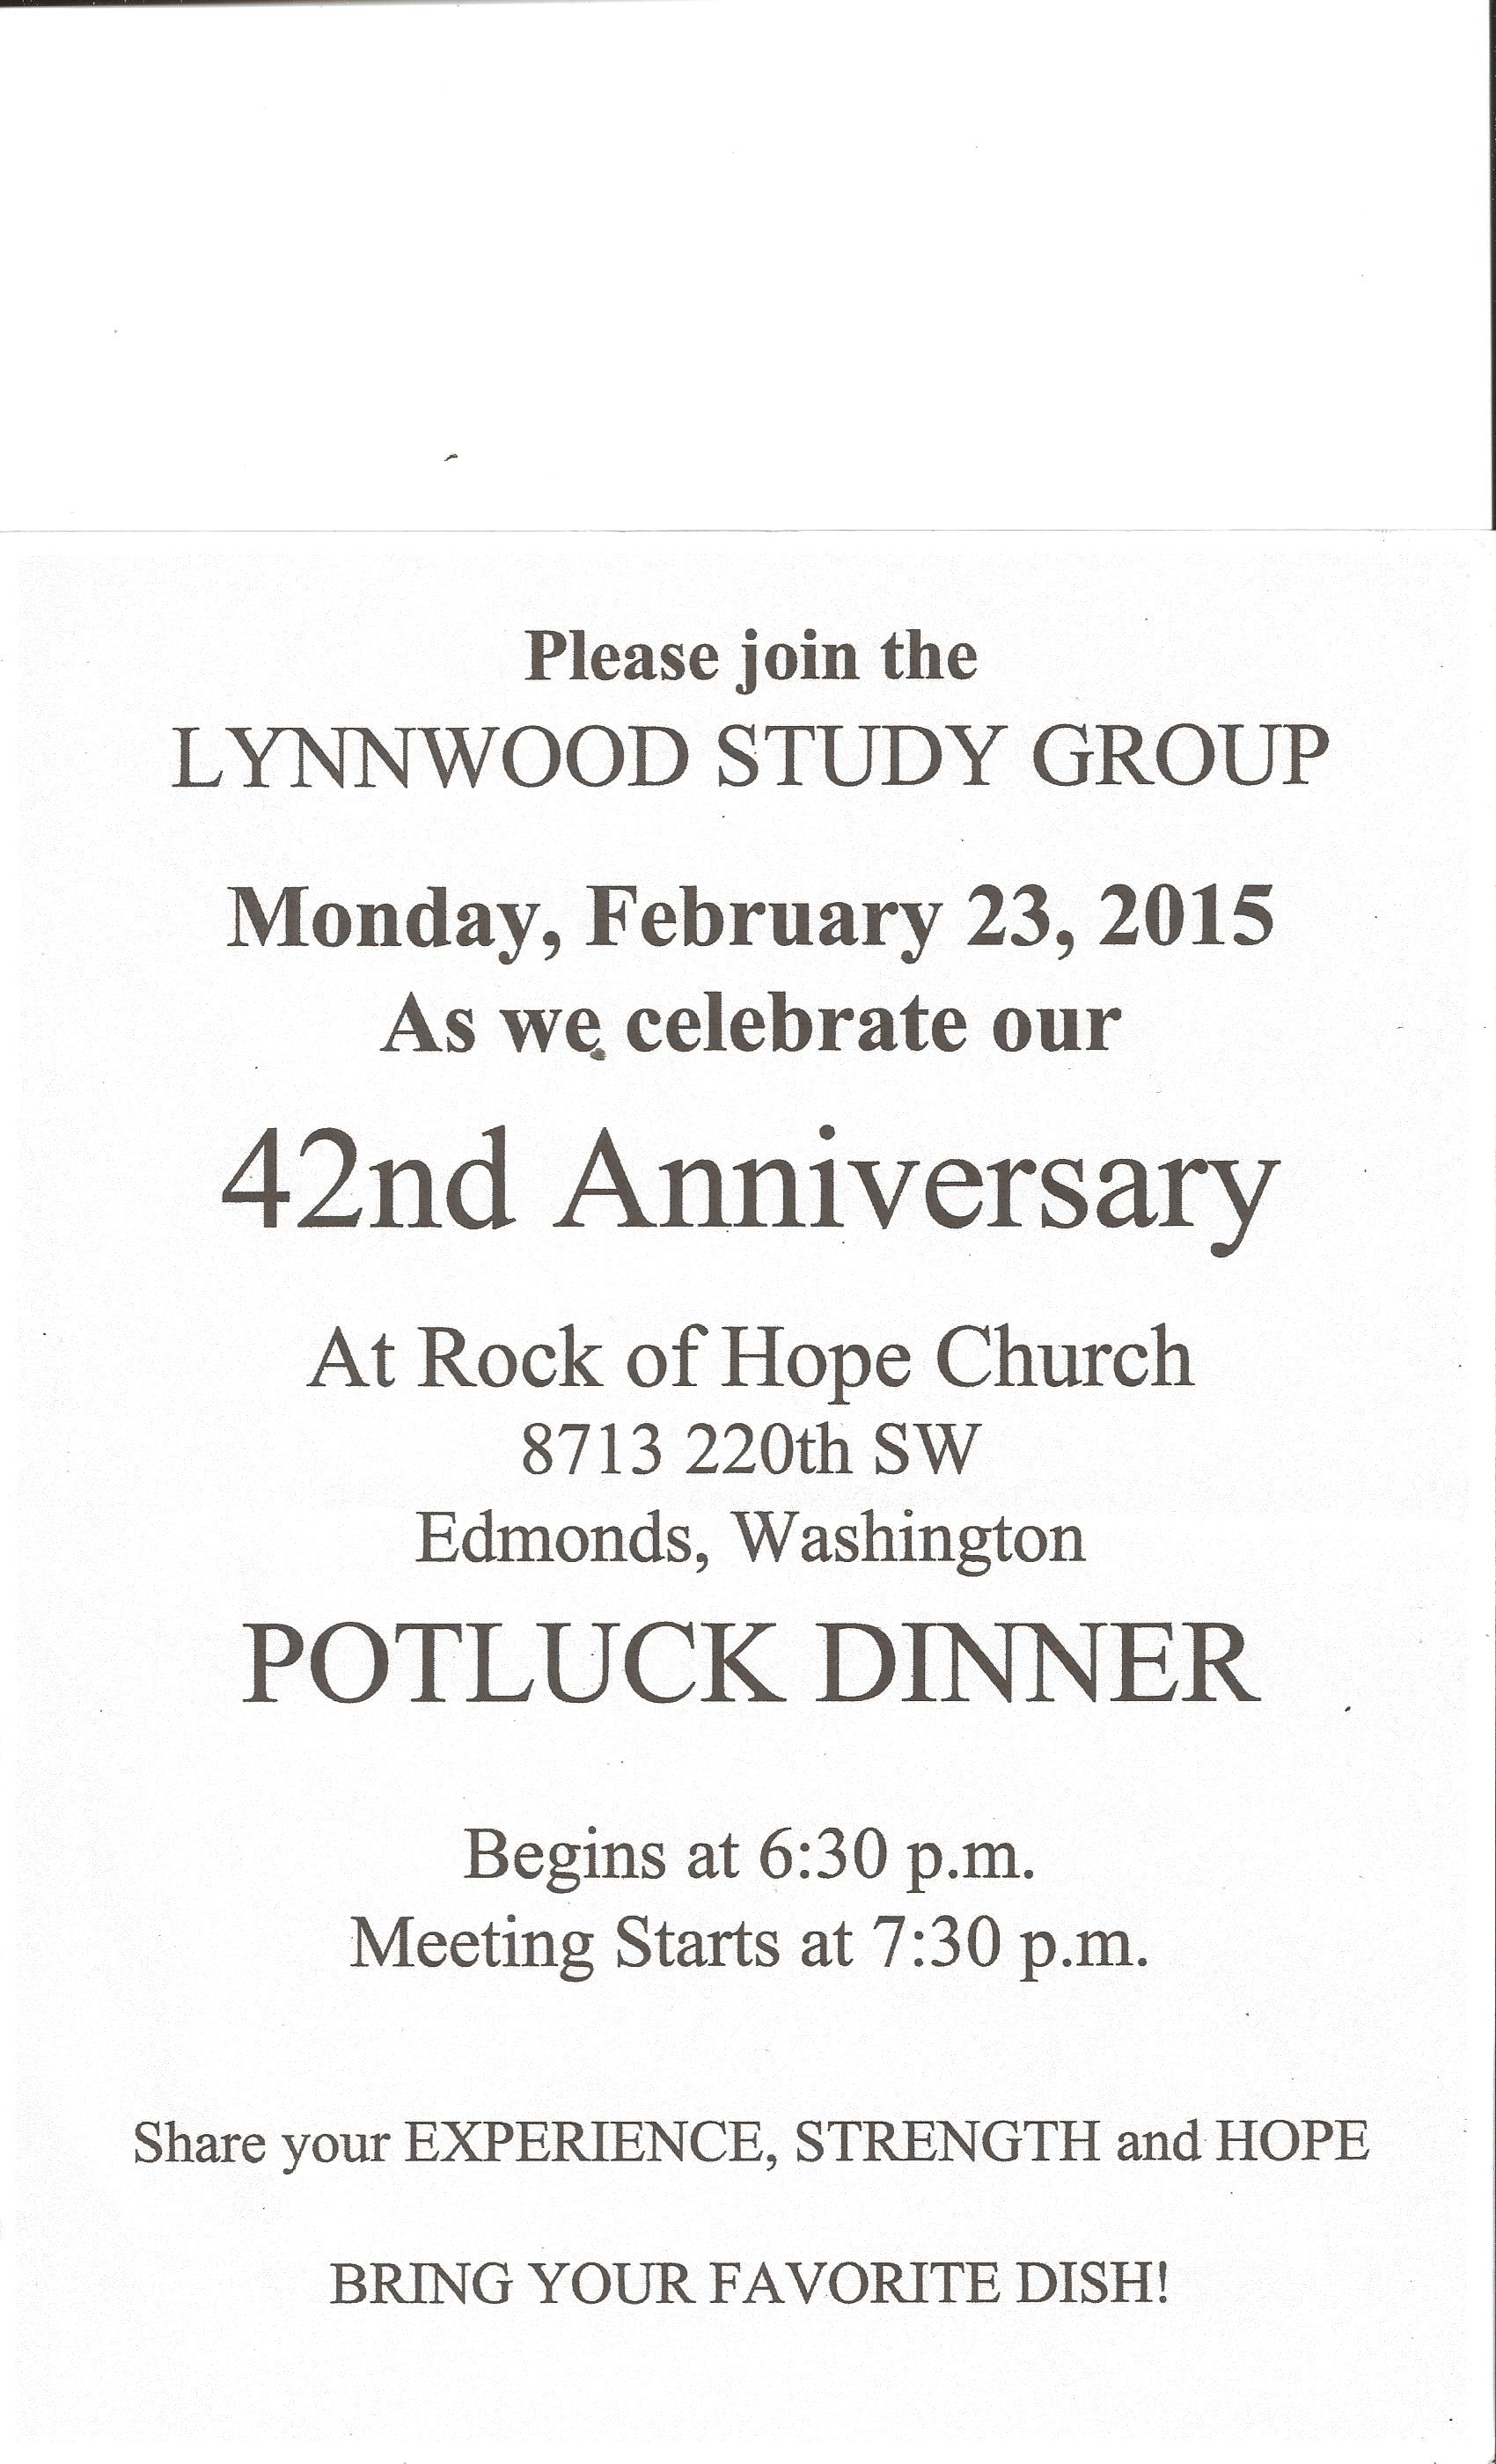 Please join the
LYNNWOOD STUDY GROUP
Monday, February 23, 2015
As we celebrate our
42nd Anniversary
At Rock of Hope Church
8713 220th SW
Edmonds, Washington
POTLUCK DINNER
Begins at 6:30 p.m.
Meeting Starts at 7:30 p.m.
Share your EXPERIENCE, STRENGTH and HOPE
BRING YOUR FAVORITE DISH!